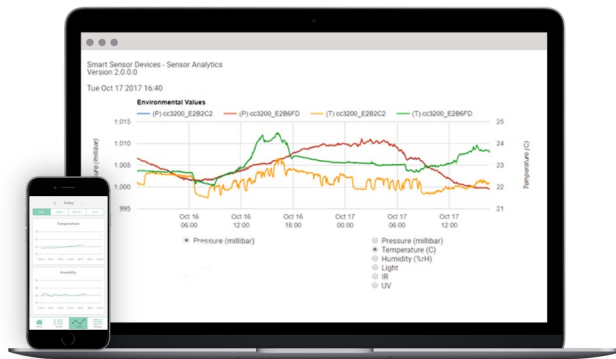 Smart Sensor Devices - Sensor Analytics
Version 2.0.0.0
Tue Oct 17 2017 16:40
Environmental Values
(P) cc3200_E2B2C2 (P) cc3200_E2B6FD (T) cc3200_E2B2C2 (T) cc3200_E2B6FD
1,015 25
1,010 24
1,005 23
1,000 22
995 21
(millibar)
Temperature (C)
Oct 16 Oct 16 Oct 16 Oct 17 Oct 17 Oct 17
06:00 12:00 18:00 00:00 06:00 12:00
Pressure (millibar) Pressure (millibar)
Temperature (C)
Humidity (%rH)
Light
IR
UV
Today
Temperature
Humidity